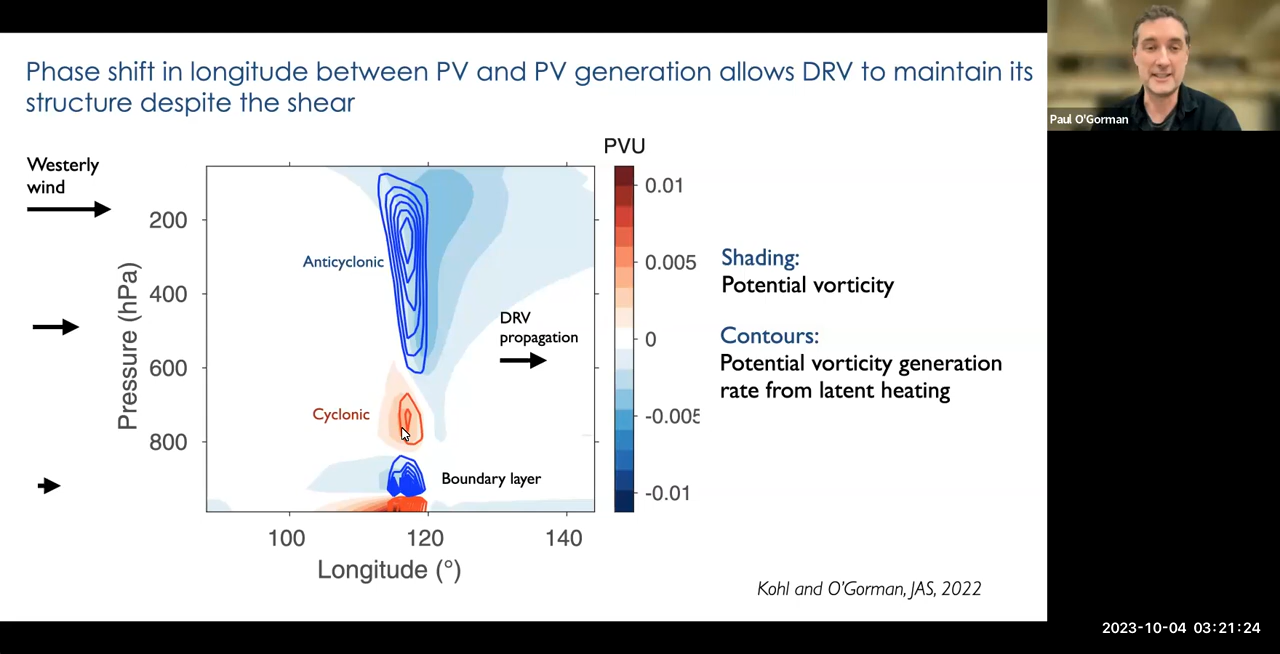 Phase shift in longitude between PV and PV generation allows DRV to maintain its
structure despite the shear
Paul O'Gorman
Westerly
wind
PVU
200
400
600
800
Pressure (hPa)
100
120
140
Longitude (°)
Anticyclonic
DRV
propagation
Cyclonic
Boundary layer
0.01
0.005
0
-0.005
-0.01
Shading:
Potential vorticity
Contours:
Potential vorticity generation
rate from latent heating
Kohl and O'Gorman, JAS, 2022
2023-10-04 03:21:24